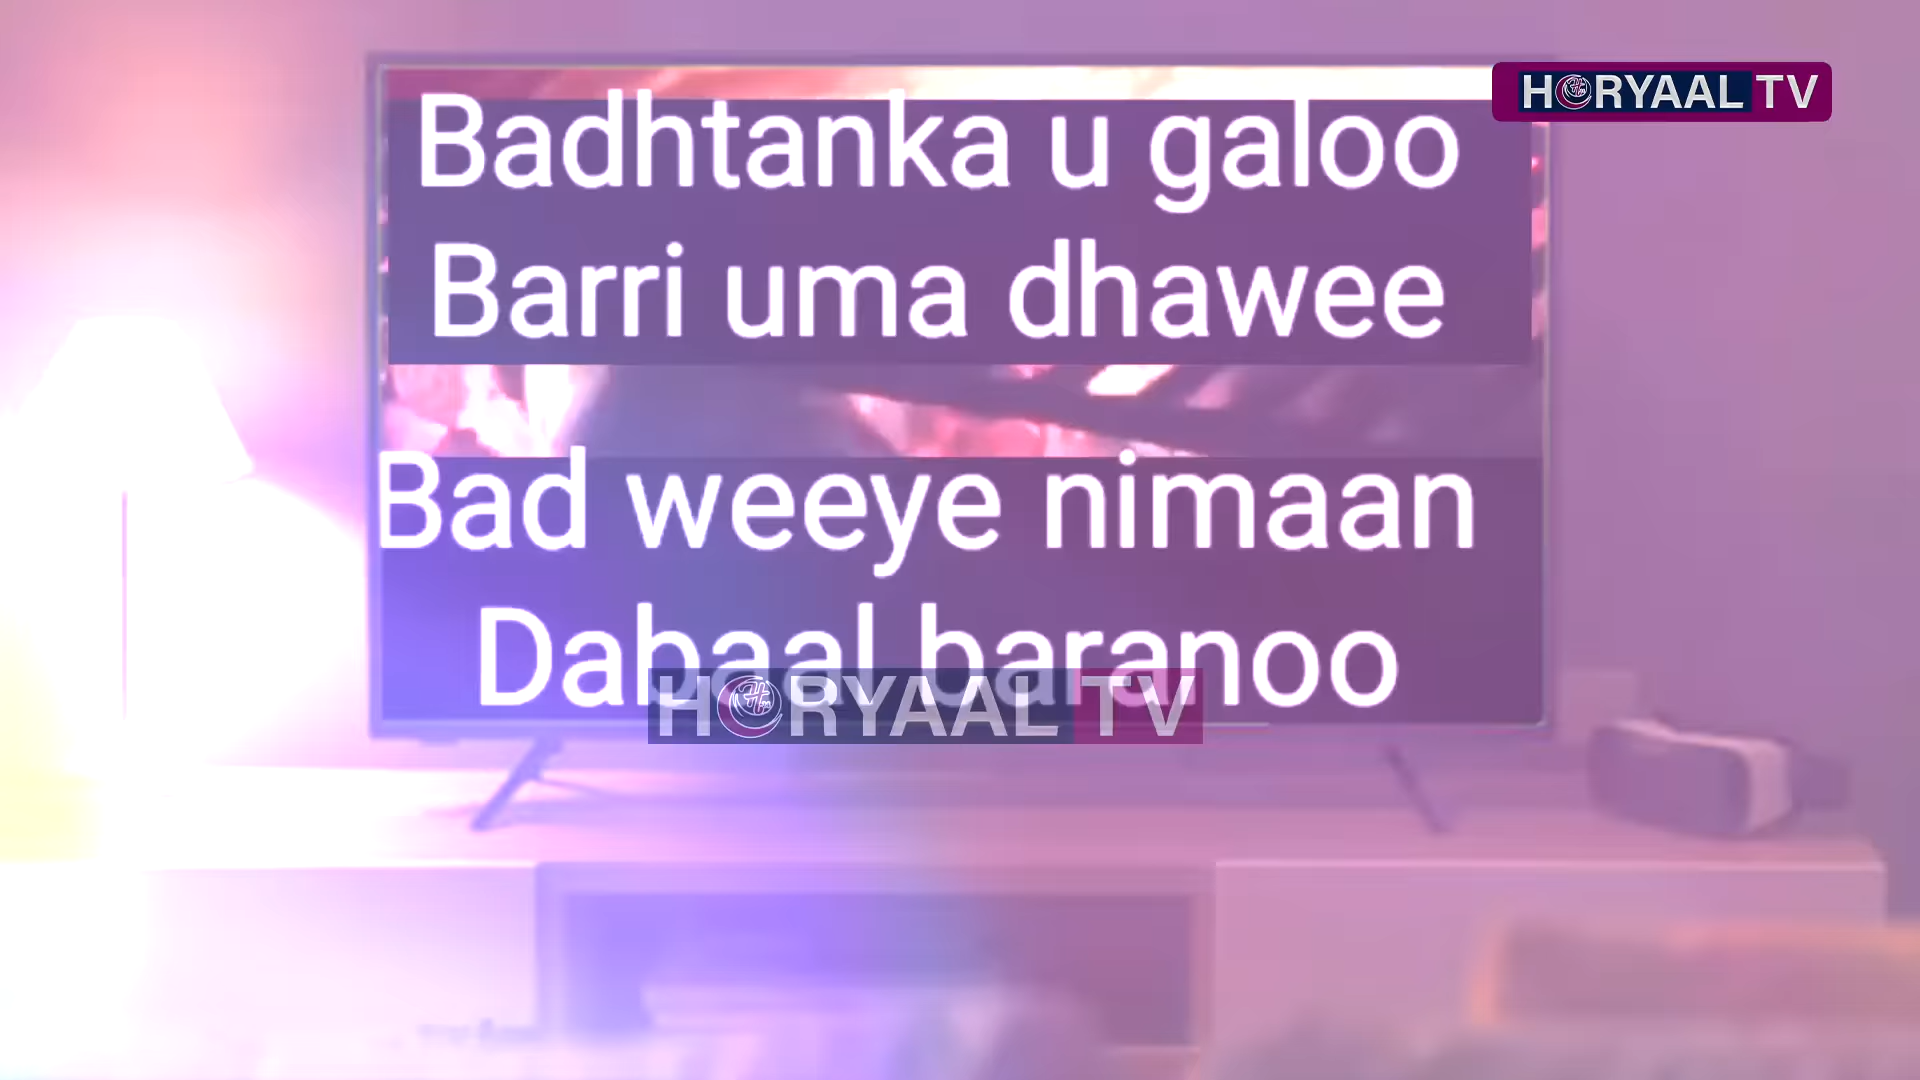 HORYAAL TV
Badhtanka u galoo
Barri uma dhawee
Bad weeye nimaan
Dabaal baranoo
HORYAAL TV